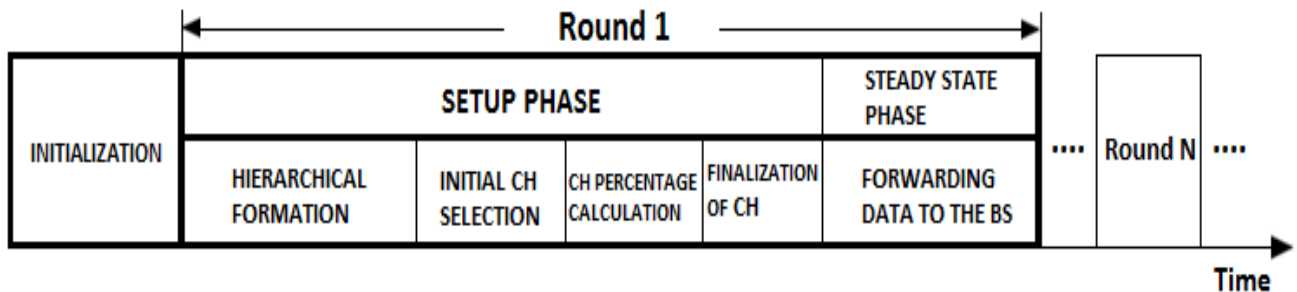 Round 1
INITIALIZATION
SETUP PHASE
STEADY STATE
PHASE
HIERARCHICAL
FORMATION
INITIAL CH
SELECTION
CH PERCENTAGE
CALCULATION
FINALIZATION
OF CH
FORWARDING
DATA TO THE BS
....
Round N
....
Time